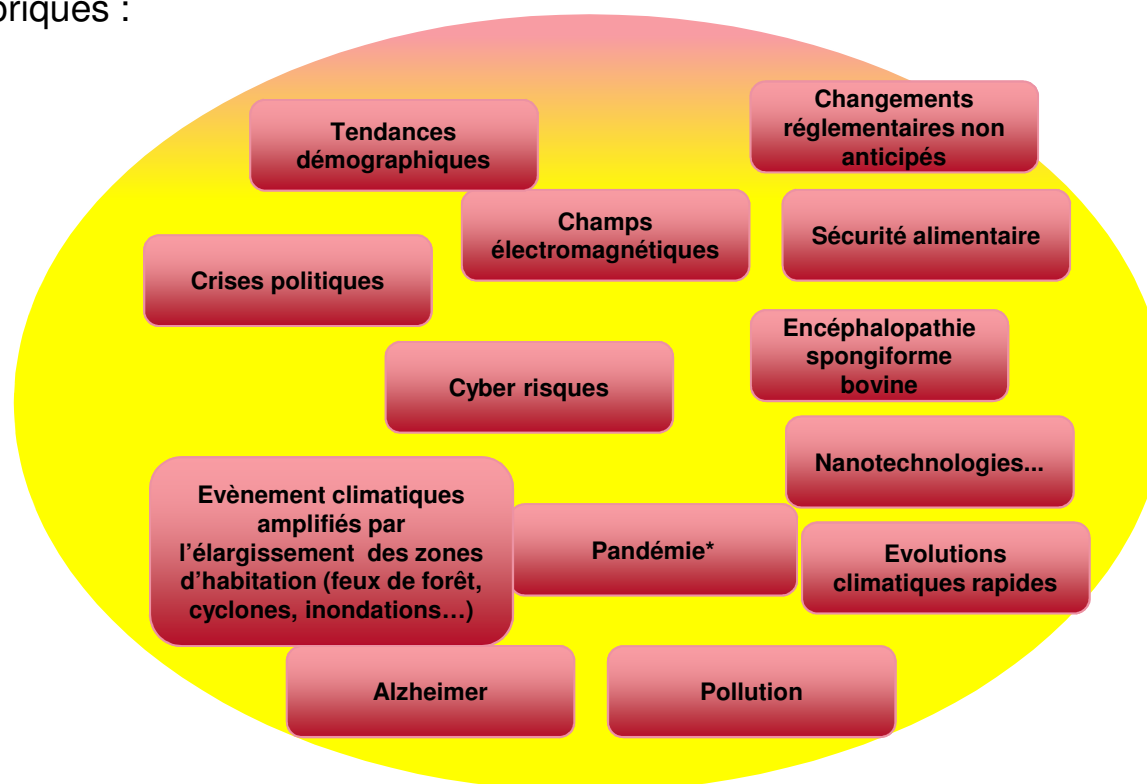 oriques :
Tendances
démographiques
Changements
réglementaires non
anticipés
Champs
électromagnétiques
Sécurité alimentaire
Crises politiques
Encéphalopathie
spongiforme
bovine
Cyber risques
Nanotechnologies...
Evènement climatiques
amplifiés par
l’élargissement des zones
d’habitation (feux de forêt,
cyclones, inondations…)
Pandémie*
Evolutions
climatiques rapides
Alzheimer
Pollution